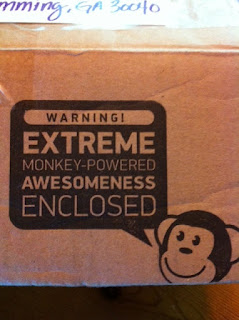 mming, GA 30040
WARNING!
EXTREME
MONKEY-POWERED
AWESOMENESS
ENCLOSED